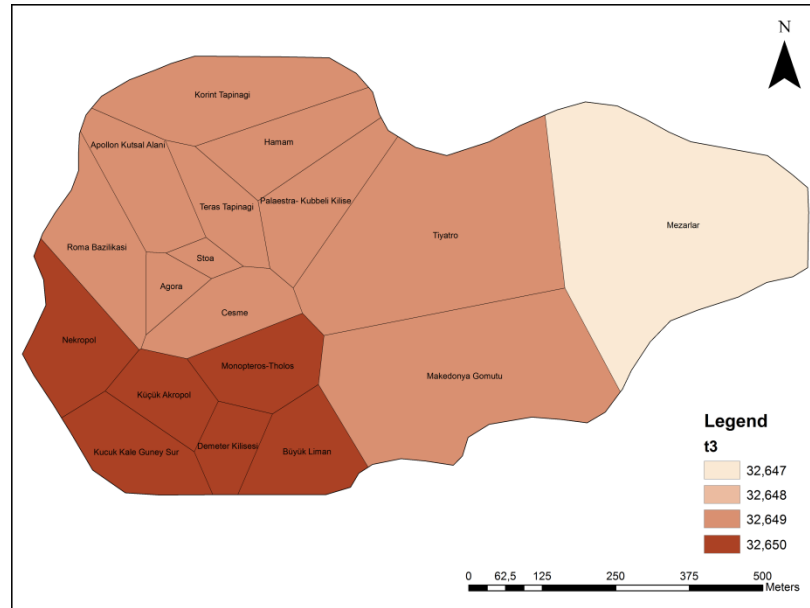 N
Korint Tapinagi
Hamam
Apollon Kutsal Alani
Teras Tapinagi
Palaestra- Kubbeli Kilise
Mezarlar
Tiyatro
Roma Bazilikasi
Stoa
Agora
Cesme
Nekropol
Monopteros-Tholos
Makedonya Gomutu
Küçük Akropol
Kucuk Kale Guney Sur
Demeter Kilisesi
Büyük Liman
Legend
t3
32,647
32,648
32,649
32,650
0 62,5 125 250 375 500
Meters